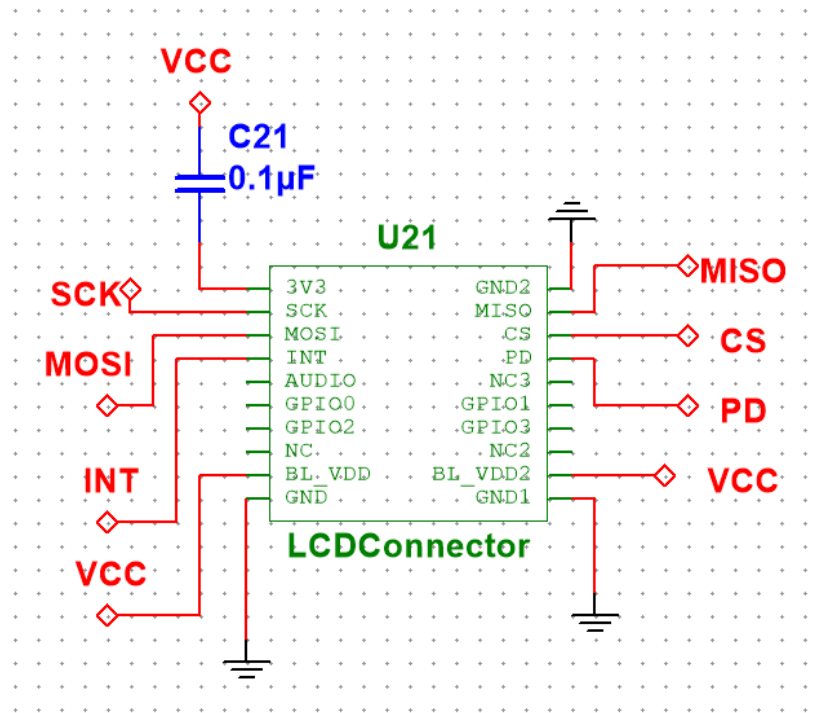 VCC
C21
0.1µF
U21
SCK
MOSI
INT
VCC
3V3
SCK
MOSI
INT
AUDIO
GPIO0
GPIO2
NC
BL_VDD
GND
GND2
MISO
CS
PD
NC3
GPIO1
GPIO3
NC2
BL_VDD2
GND1
MISO
CS
PD
VCC
LCDConnector